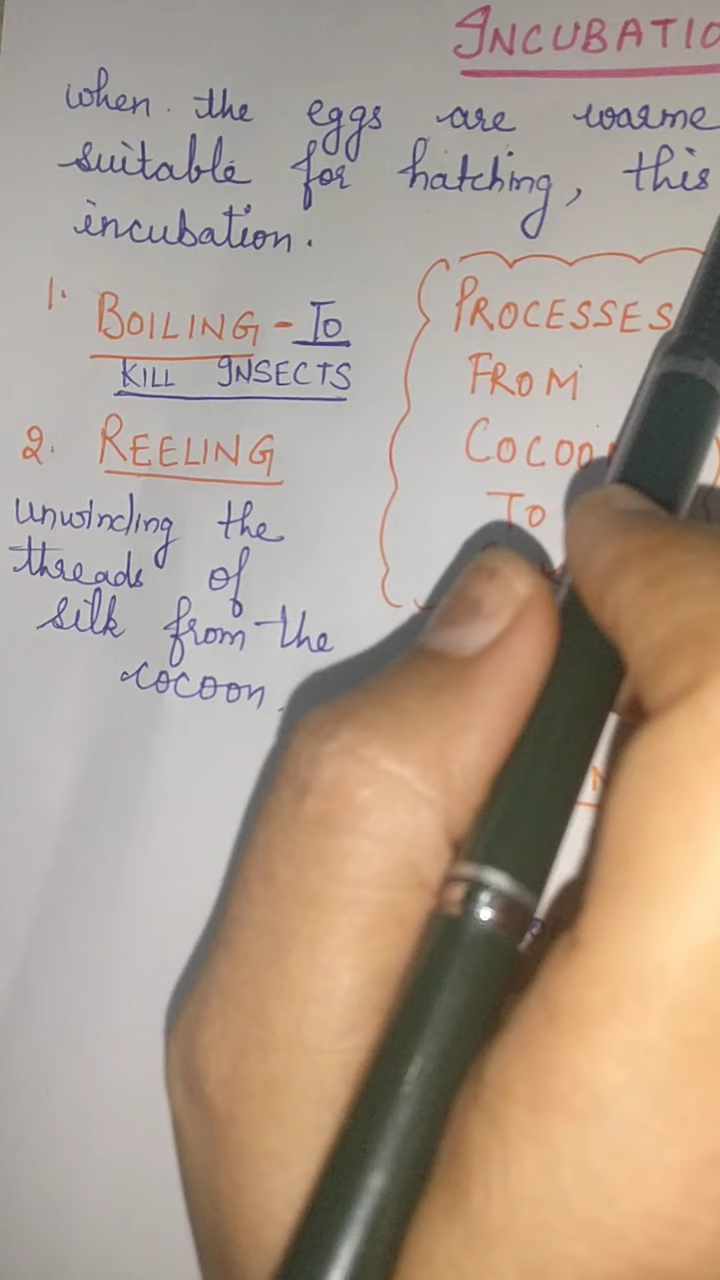 INCUBATIO
when the eggs are warme
suitable for hatching, this
incubation.
1. BOILING - To
KILL INSECTS
2. REELING
unwinding the
threads of
silk from the
cocoon.
PROCESSES
FROM
COCOO
To